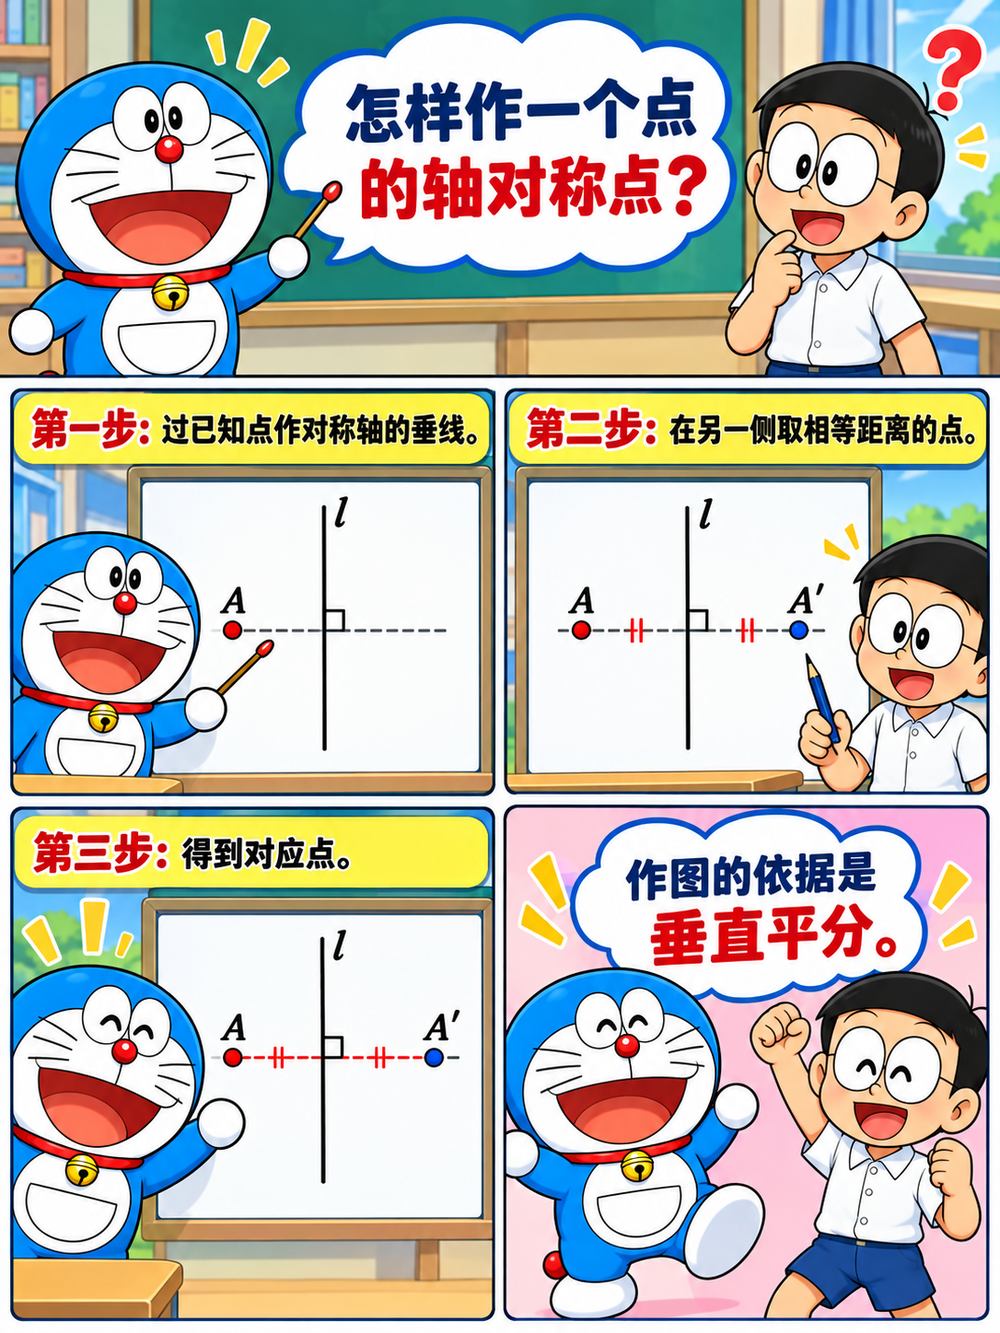 怎样作一个点
的轴对称点？
第一步：过已知点作对称轴的垂线。
l
A
第二步：在另一侧取相等距离的点。
l
A
A′
第三步：得到对应点。
l
A
A′
作图的依据是
垂直平分。